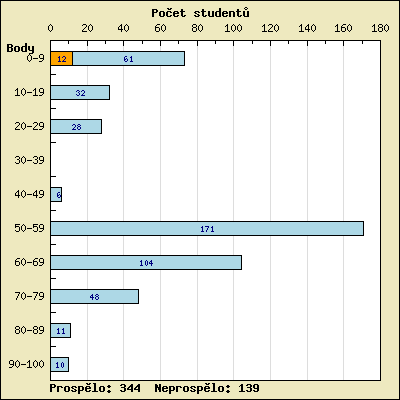 Počet studentů
0 20 40 60 80 100 120 140 160 180
Body
0-9 12 61
10-19 32
20-29 28
30-39
40-49 6
50-59 171
60-69 104
70-79 48
80-89 11
90-100 10
Prospělo: 344 Neprospělo: 139